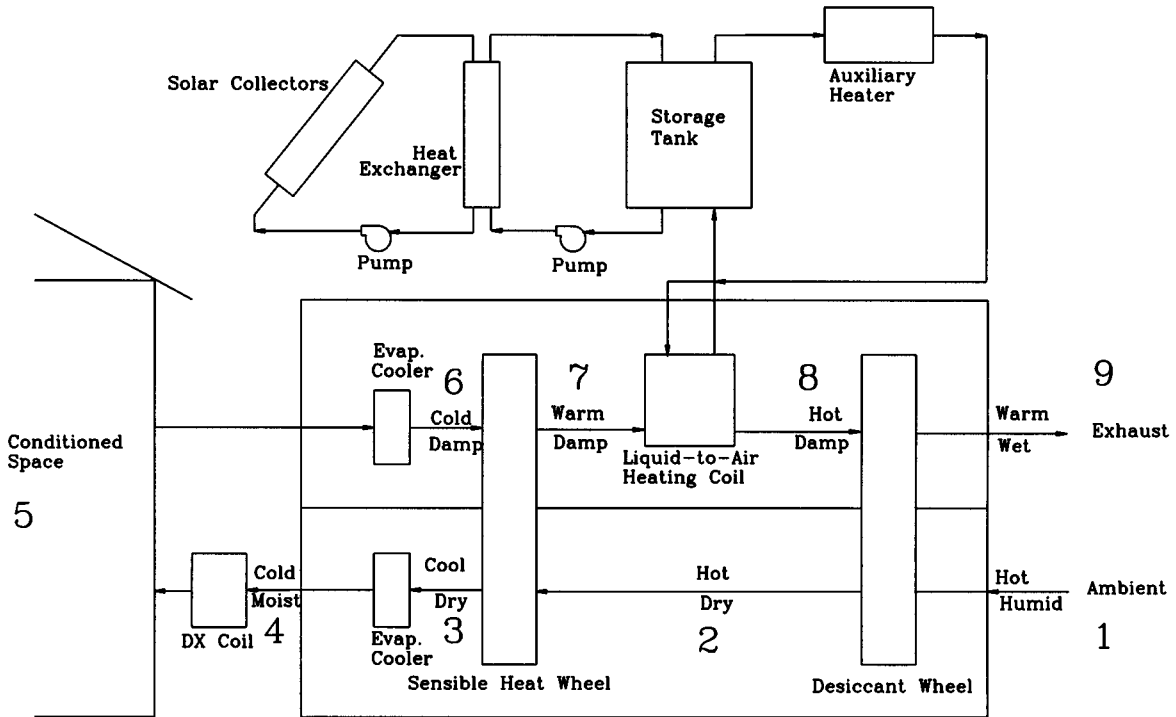 Solar Collectors
Heat
Exchanger
Storage
Tank
Auxiliary
Heater
Pump
Pump
Evap.
Cooler
6
Cold
Damp
7
Warm
Damp
8
Hot
Damp
9
Warm
Wet
Exhaust
Liquid-to-Air
Heating Coil
Conditioned
Space
5
Cold
Moist
4
DX Coil
Cool
Dry
3
Evap.
Cooler
Hot
Dry
2
Hot
Humid
Ambient
1
Sensible Heat Wheel
Desiccant Wheel